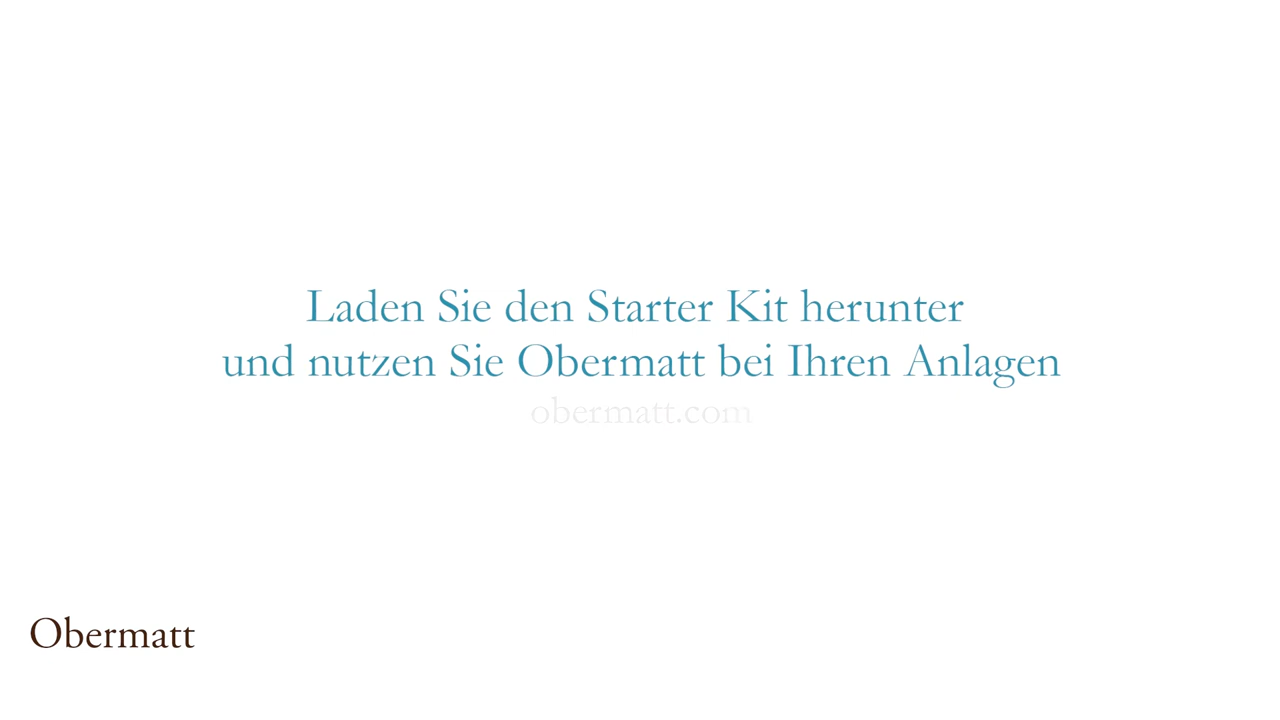 Laden Sie den Starter Kit herunter
und nutzen Sie Obermatt bei Ihren Anlagen
obermatt.com
Obermatt